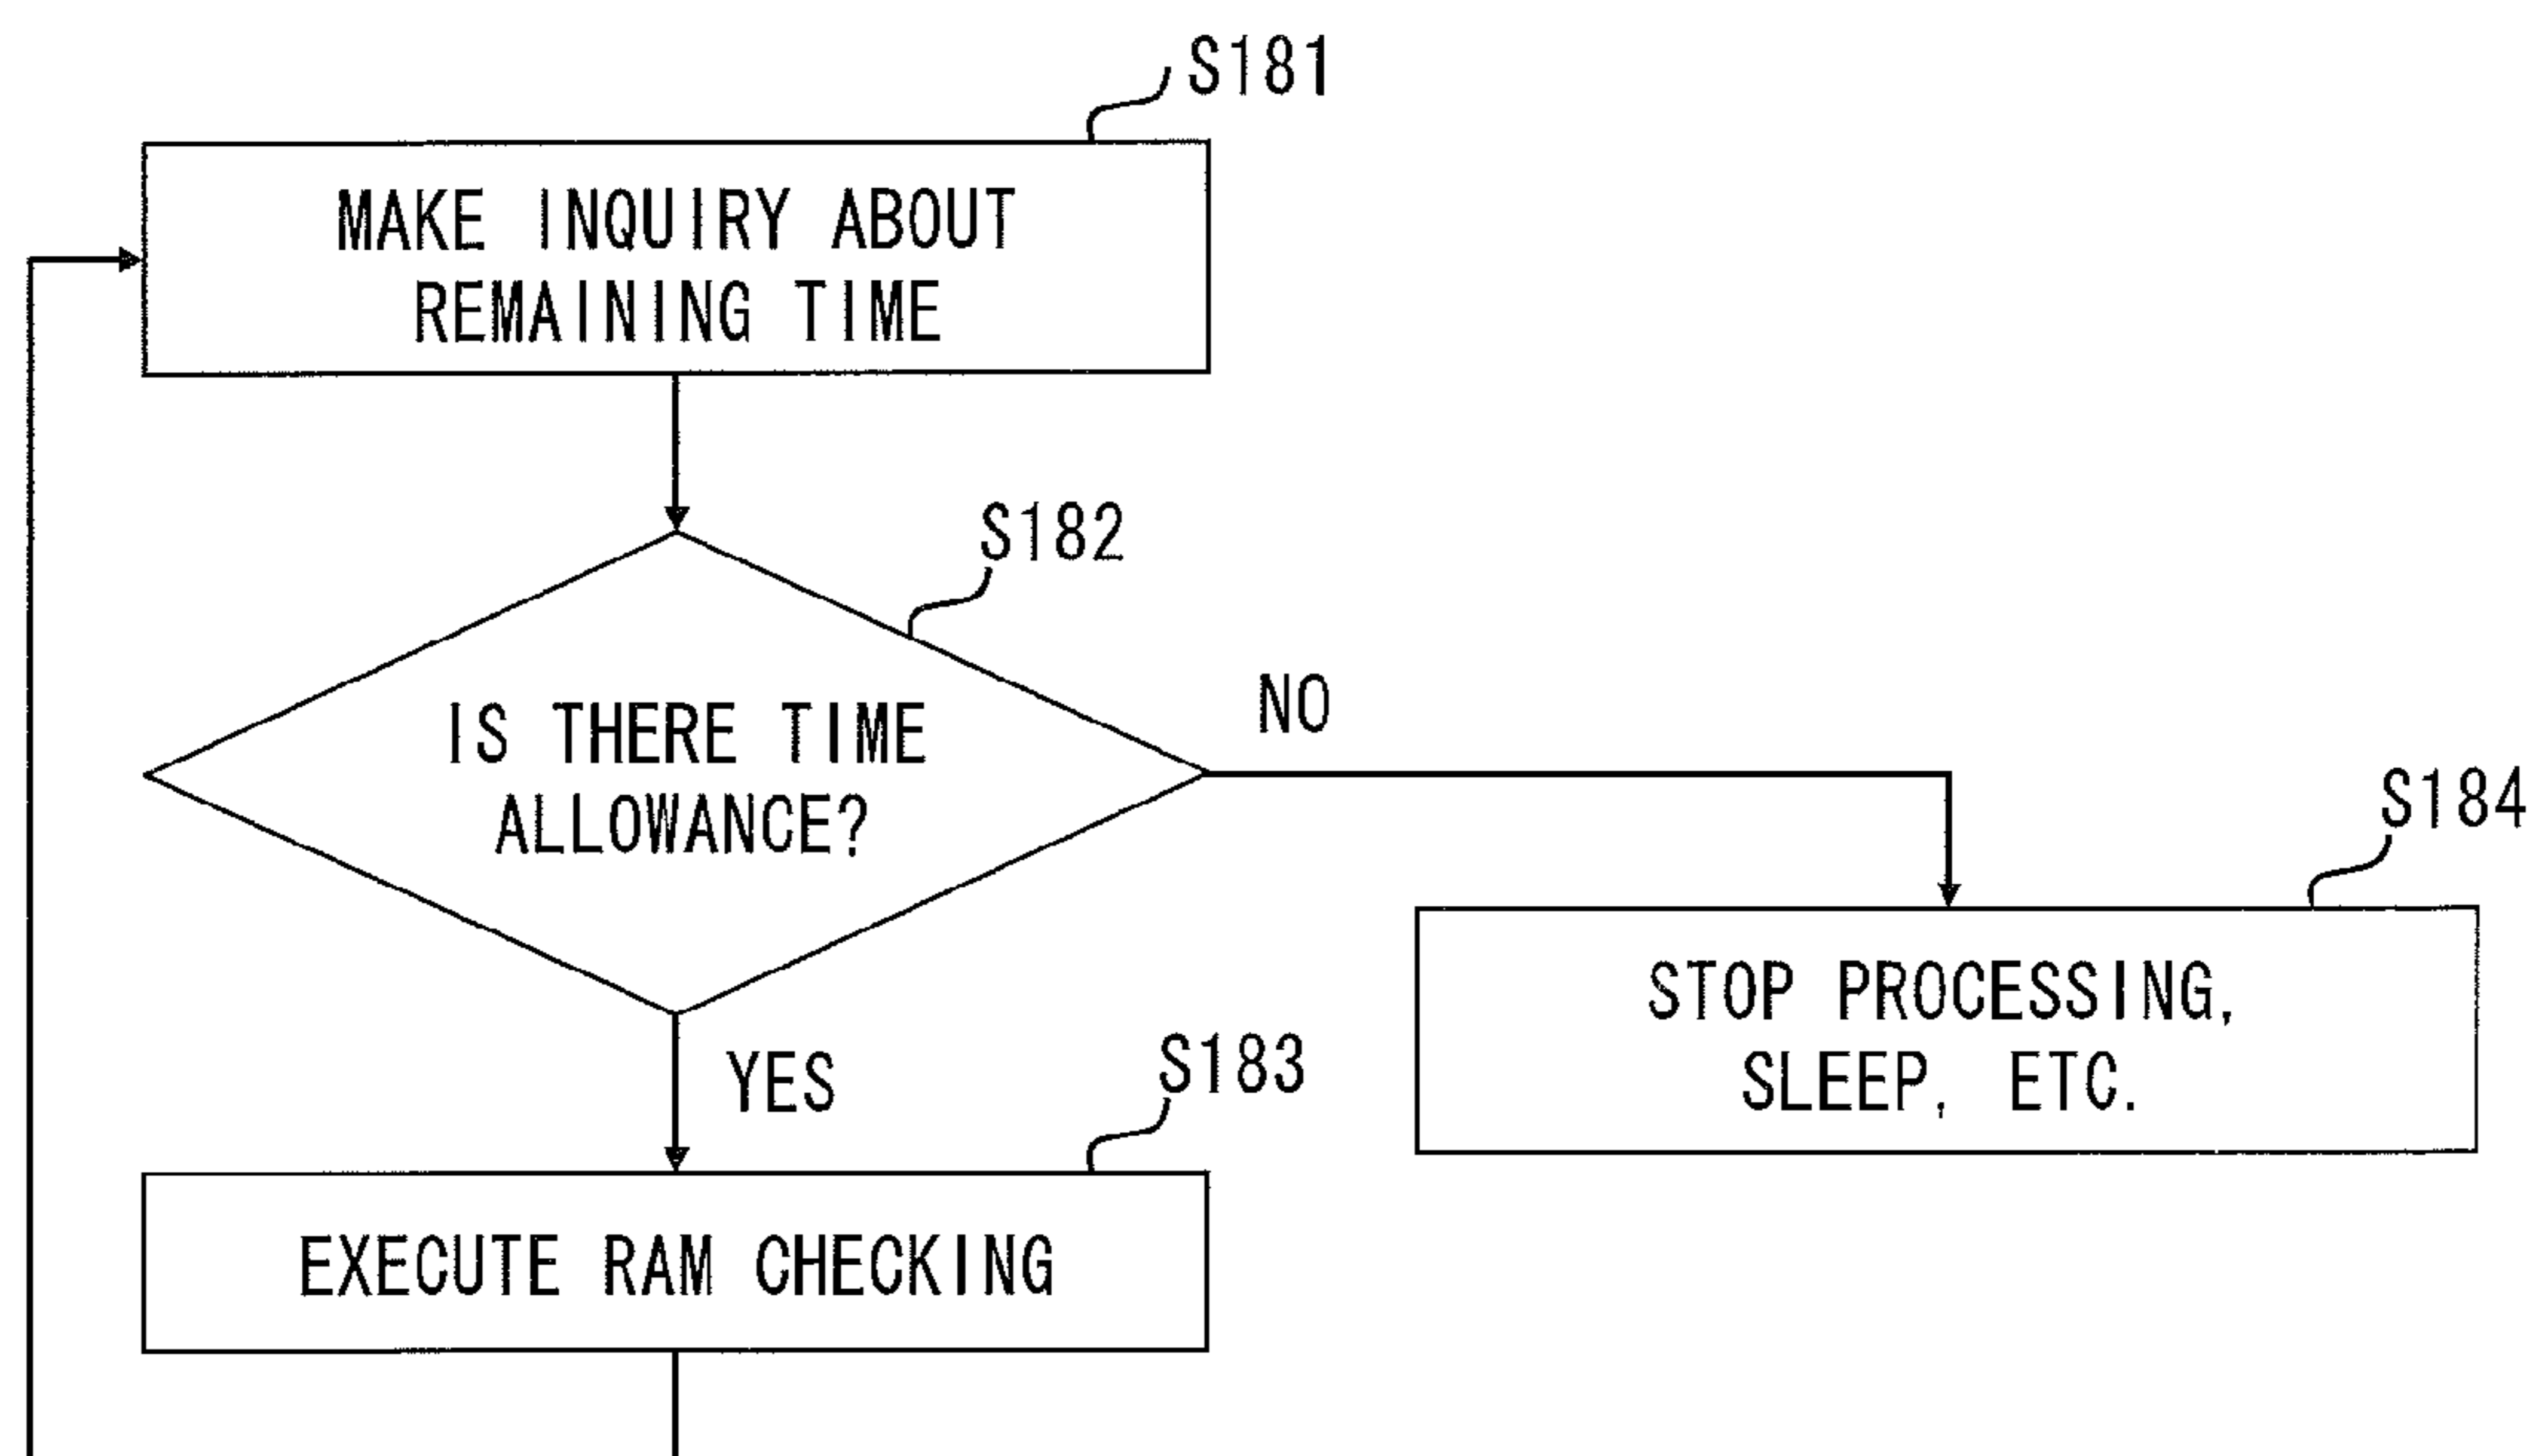 S181
MAKE INQUIRY ABOUT
REMAINING TIME
S182
IS THERE TIME
ALLOWANCE?
NO
S184
STOP PROCESSING,
SLEEP, ETC.
YES
S183
EXECUTE RAM CHECKING